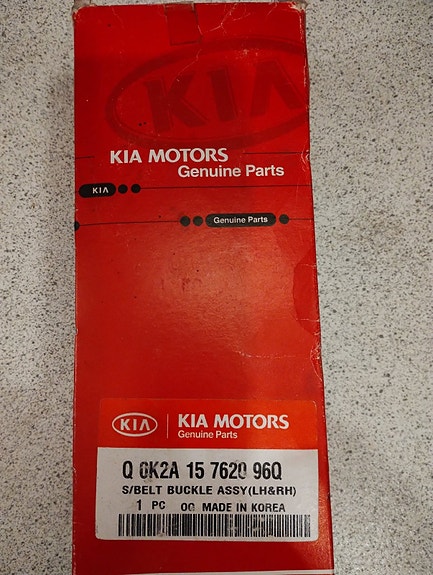 KIA
KIA MOTORS
Genuine Parts
KIA
Genuine Parts
KIA
KIA MOTORS
Genuine Parts
Q 0K2A 15 7620 96Q
S/BELT BUCKLE ASSY(LH&RH)
1 PC OG MADE IN KOREA